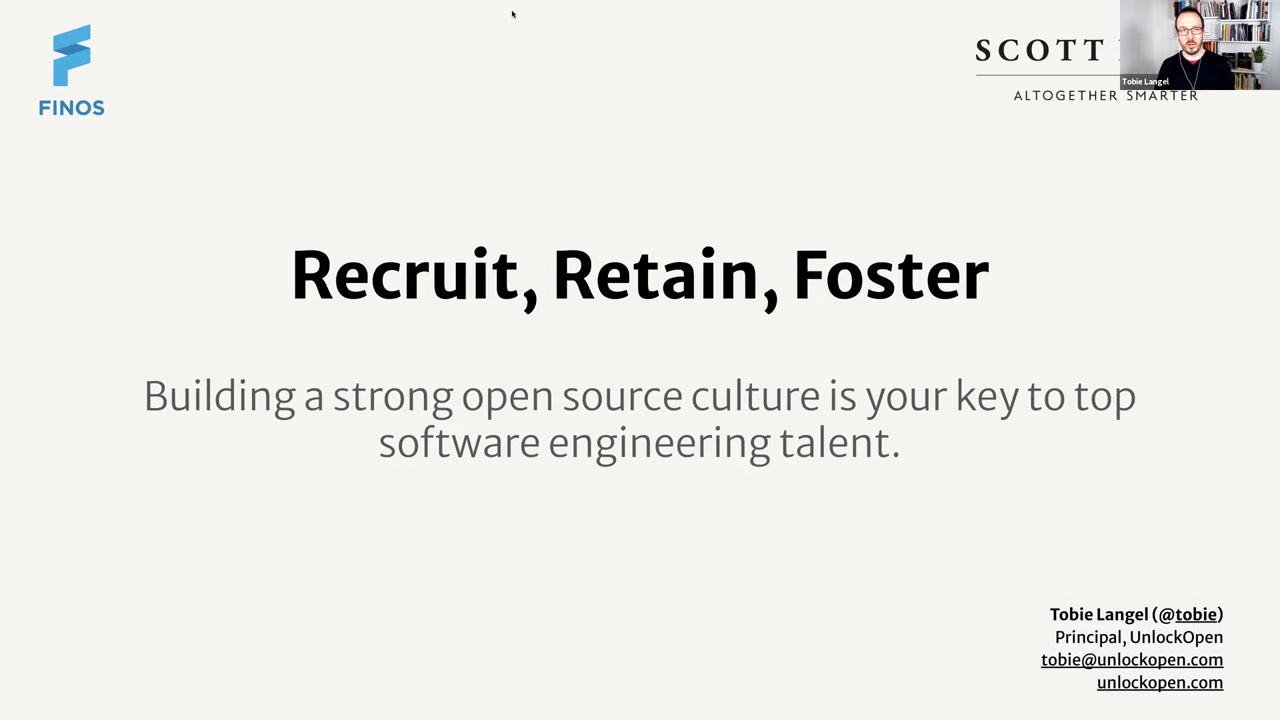 FINOS
SCOTT
Tobie Langel
ALTOGETHER SMARTER
Recruit, Retain, Foster
Building a strong open source culture is your key to top
software engineering talent.
Tobie Langel (@tobie)
Principal, UnlockOpen
tobie@unlockopen.com
unlockopen.com